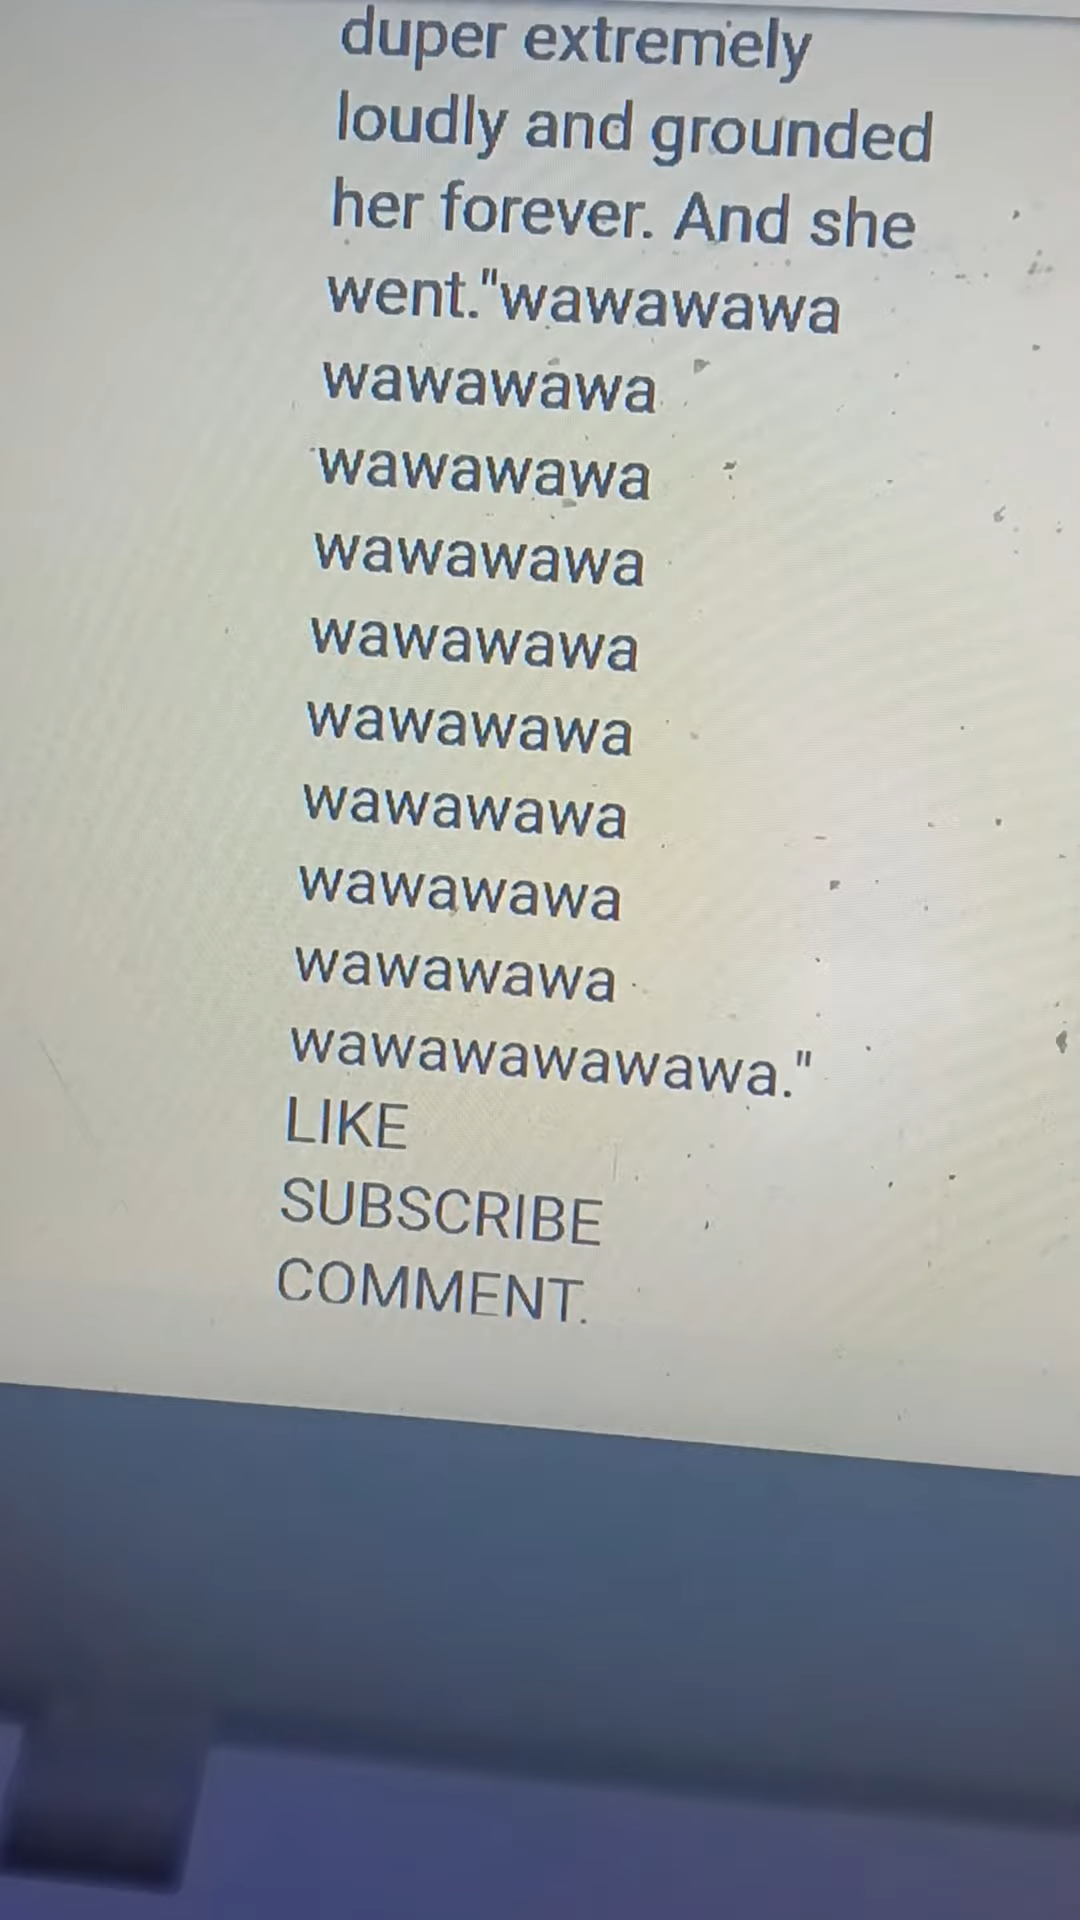 duper extremely
loudly and grounded
her forever. And she
went."wawawawa
wawawawa
wawawawa
wawawawa
wawawawa
wawawawa
wawawawa
wawawawa
wawawawa
wawawawawawa."
LIKE
SUBSCRIBE
COMMENT.